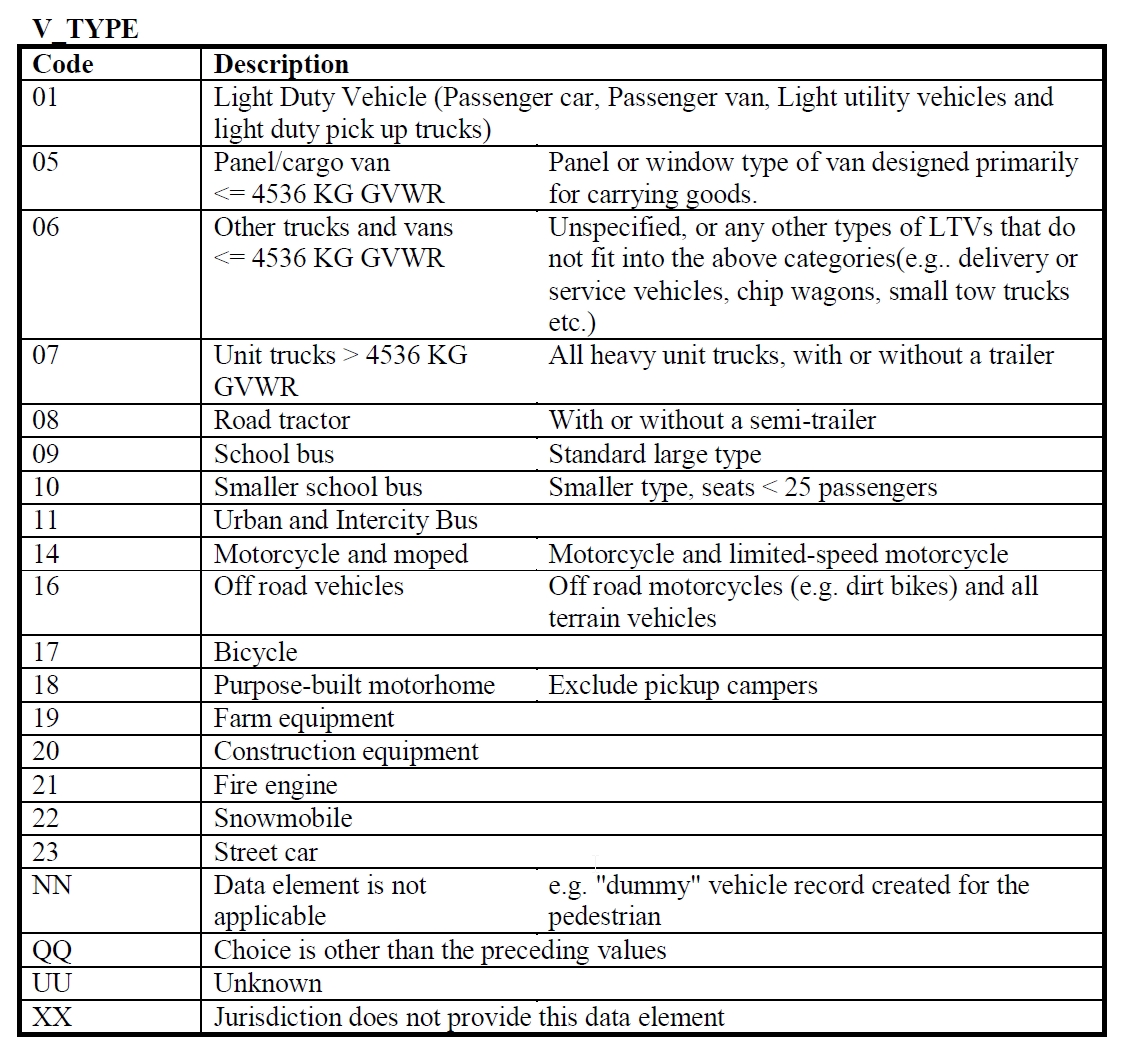 V_TYPE
Code Description
01 Light Duty Vehicle (Passenger car, Passenger van, Light utility vehicles and
light duty pick up trucks)
05 Panel/cargo van Panel or window type of van designed primarily
<= 4536 KG GVWR for carrying goods.
06 Other trucks and vans Unspecified, or any other types of LTVs that do
<= 4536 KG GVWR not fit into the above categories(e.g.. delivery or
service vehicles, chip wagons, small tow trucks
etc.)
07 Unit trucks > 4536 KG All heavy unit trucks, with or without a trailer
GVWR
08 Road tractor With or without a semi-trailer
09 School bus Standard large type
10 Smaller school bus Smaller type, seats < 25 passengers
11 Urban and Intercity Bus
14 Motorcycle and moped Motorcycle and limited-speed motorcycle
16 Off road vehicles Off road motorcycles (e.g. dirt bikes) and all
terrain vehicles
17 Bicycle
18 Purpose-built motorhome Exclude pickup campers
19 Farm equipment
20 Construction equipment
21 Fire engine
22 Snowmobile
23 Street car
NN Data element is not e.g. "dummy" vehicle record created for the
applicable pedestrian
QQ Choice is other than the preceding values
UU Unknown
XX Jurisdiction does not provide this data element